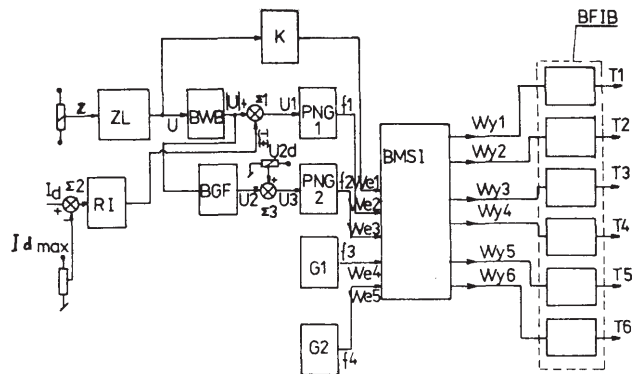 BFIB
K
T1
z
ZL
U
BWB
|U|
+
Σ1
U1
PNG
1
f1
Wy1
T2
Wy2
U2d
BMSI
T3
Wy3
Id
Σ2
+
RI
BGF
U2
+
Σ3
U3
PNG
2
f2
We1
We2
We3
Wy4
T4
Id max
G1
f3
We4
We5
Wy5
Wy6
T5
G2
f4
T6